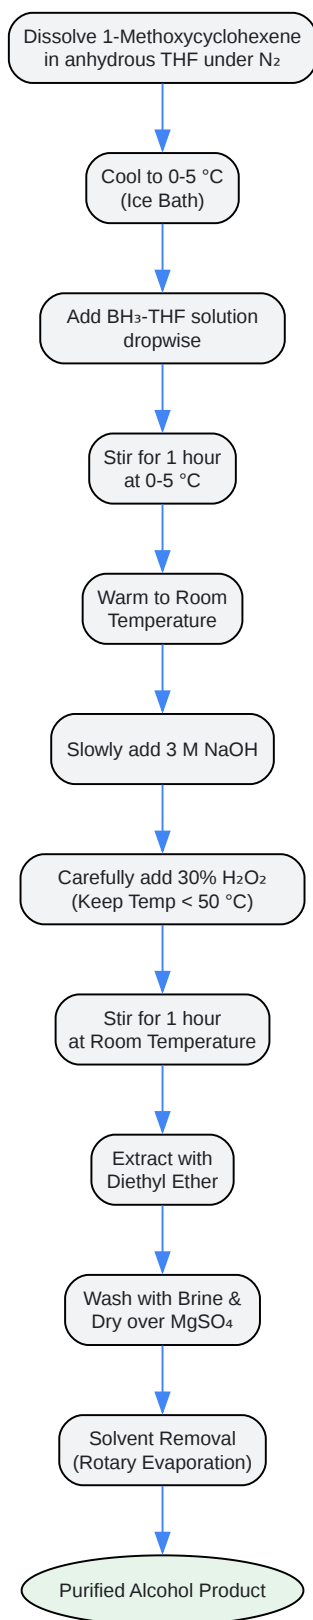 Dissolve 1-Methoxycyclohexene
in anhydrous THF under N₂
Cool to 0-5 °C
(Ice Bath)
Add BH₃-THF solution
dropwise
Stir for 1 hour
at 0-5 °C
Warm to Room
Temperature
Slowly add 3 M NaOH
Carefully add 30% H₂O₂
(Keep Temp < 50 °C)
Stir for 1 hour
at Room Temperature
Extract with
Diethyl Ether
Wash with Brine &
Dry over MgSO₄
Solvent Removal
(Rotary Evaporation)
Purified Alcohol Product